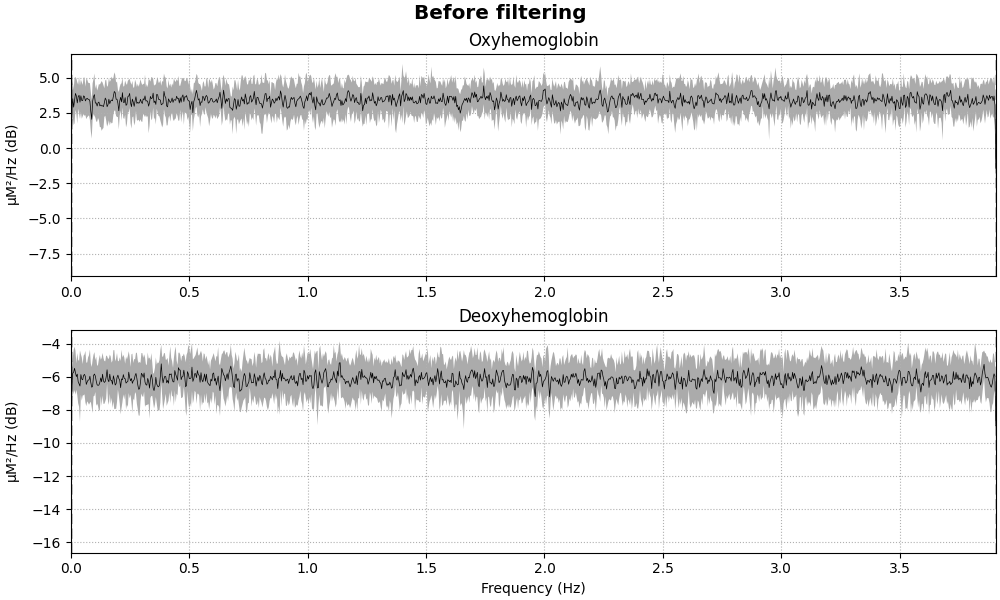 Before filtering
Oxyhemoglobin
5.0
2.5
0.0
−2.5
−5.0
−7.5
µM²/Hz (dB)
0.0 0.5 1.0 1.5 2.0 2.5 3.0 3.5
Deoxyhemoglobin
−4
−6
−8
−10
−12
−14
−16
µM²/Hz (dB)
0.0 0.5 1.0 1.5 2.0 2.5 3.0 3.5
Frequency (Hz)